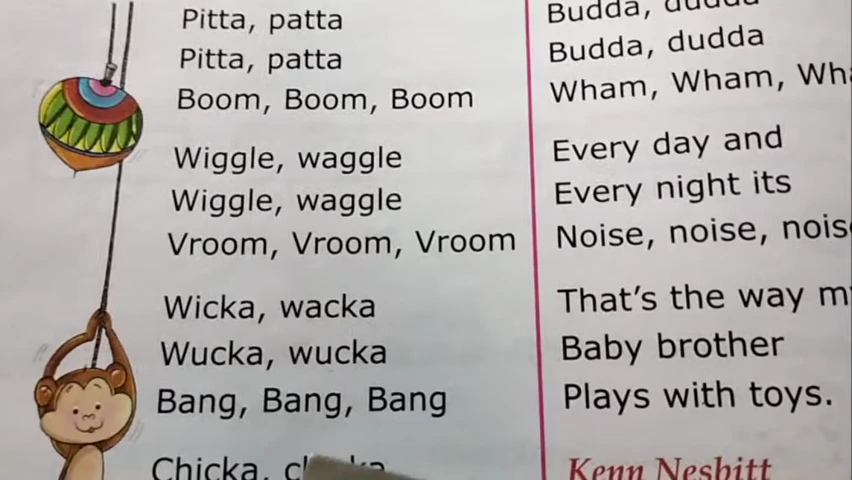 Pitta, patta
Pitta, patta
Boom, Boom, Boom
Wiggle, waggle
Wiggle, waggle
Vroom, Vroom, Vroom
Wicka, wacka
Wucka, wucka
Bang, Bang, Bang
Chicka,
Budda,
Budda, dudda
Wham, Wham,
Every day and
Every night its
Noise, noise,
That's the way
Baby brother
Plays with toys.
Kenn Nesbitt